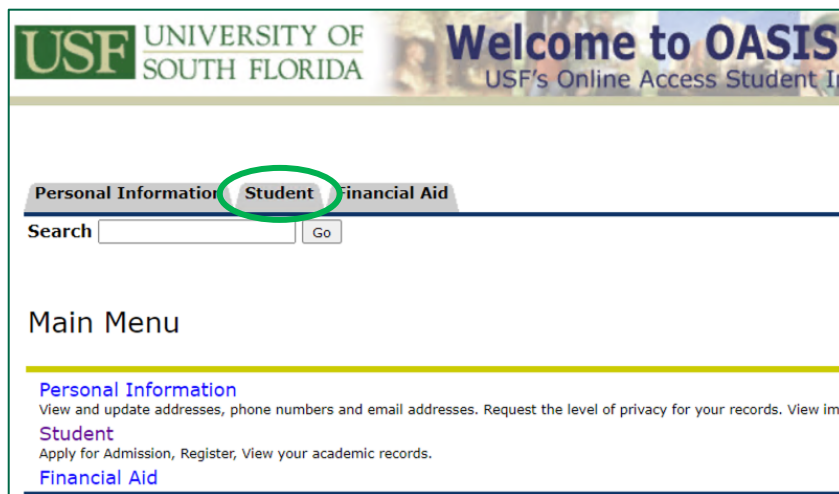 USF UNIVERSITY OF
SOUTH FLORIDA
Welcome to OASIS
USF's Online Access Student
Personal Information Student Financial Aid
Search Go
Main Menu
Personal Information
View and update addresses, phone numbers and email addresses. Request the level of privacy for your records. View
Student
Apply for Admission, Register, View your academic records.
Financial Aid